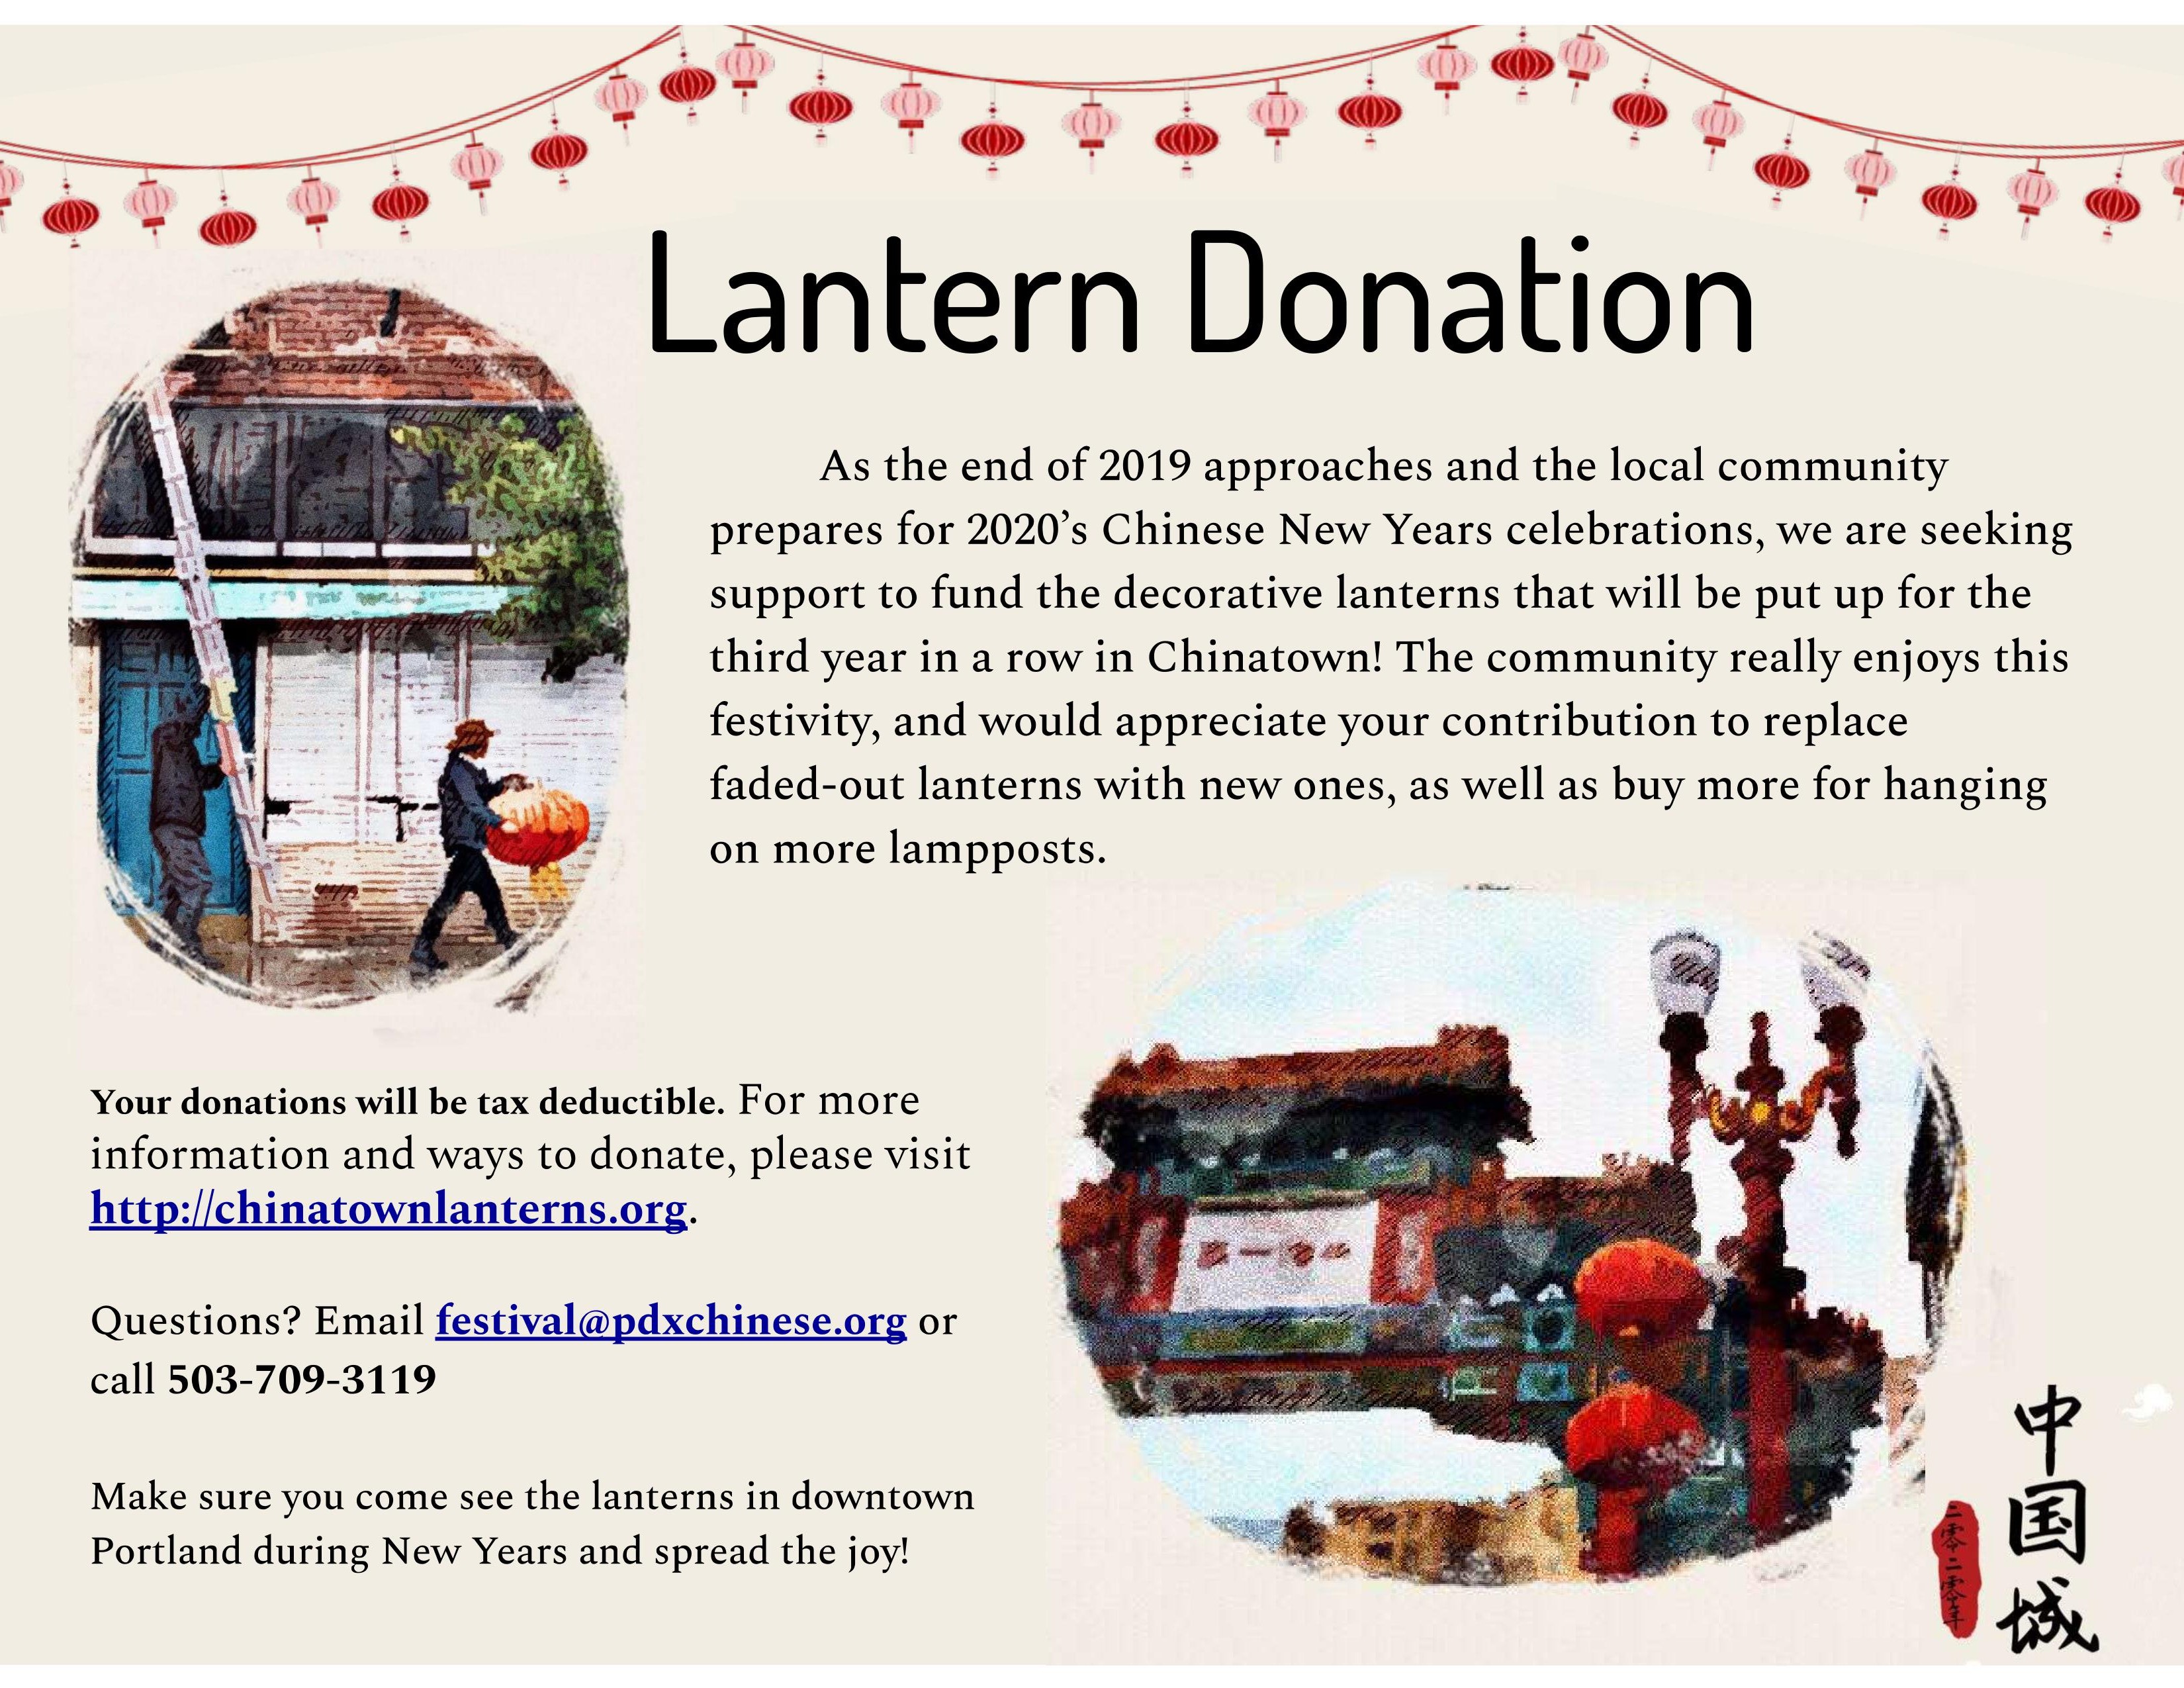 Lantern Donation
As the end of 2019 approaches and the local community
prepares for 2020’s Chinese New Years celebrations, we are seeking
support to fund the decorative lanterns that will be put up for the
third year in a row in Chinatown! The community really enjoys this
festivity, and would appreciate your contribution to replace
faded-out lanterns with new ones, as well as buy more for hanging
on more lampposts.
Your donations will be tax deductible. For more
information and ways to donate, please visit
http://chinatownlanterns.org.
Questions? Email festival@pdxchinese.org or
call 503-709-3119
Make sure you come see the lanterns in downtown
Portland during New Years and spread the joy!
中国城
二零二零年